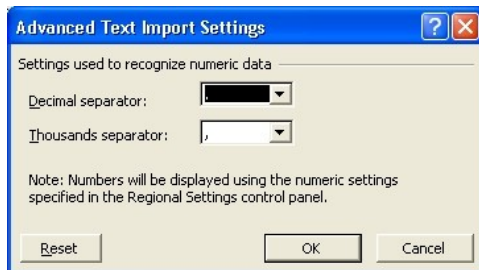 Advanced Text Import Settings
Settings used to recognize numeric data
Decimal separator: .
Thousands separator: ,
Note: Numbers will be displayed using the numeric settings
specified in the Regional Settings control panel.
Reset OK Cancel